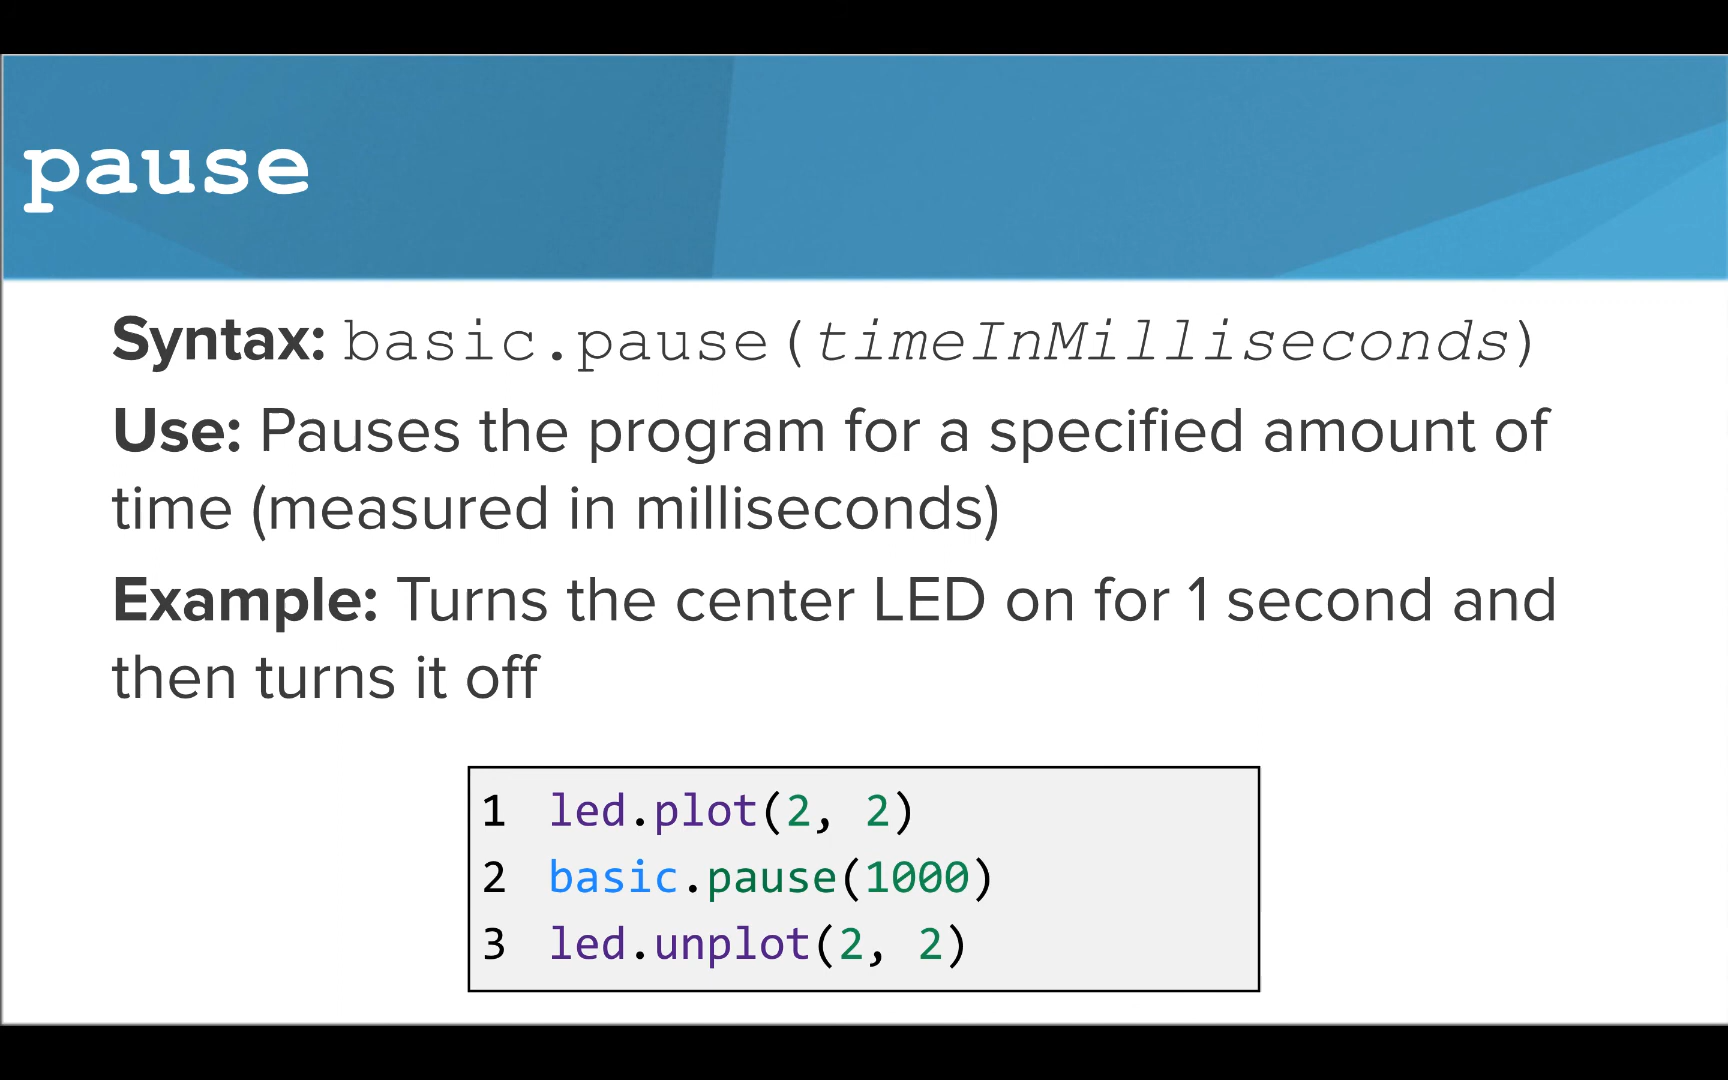 pause
Syntax: basic.pause(timeInMilliseconds)
Use: Pauses the program for a specified amount of
time (measured in milliseconds)
Example: Turns the center LED on for 1 second and
then turns it off
1 led.plot(2, 2)
2 basic.pause(1000)
3 led.unplot(2, 2)